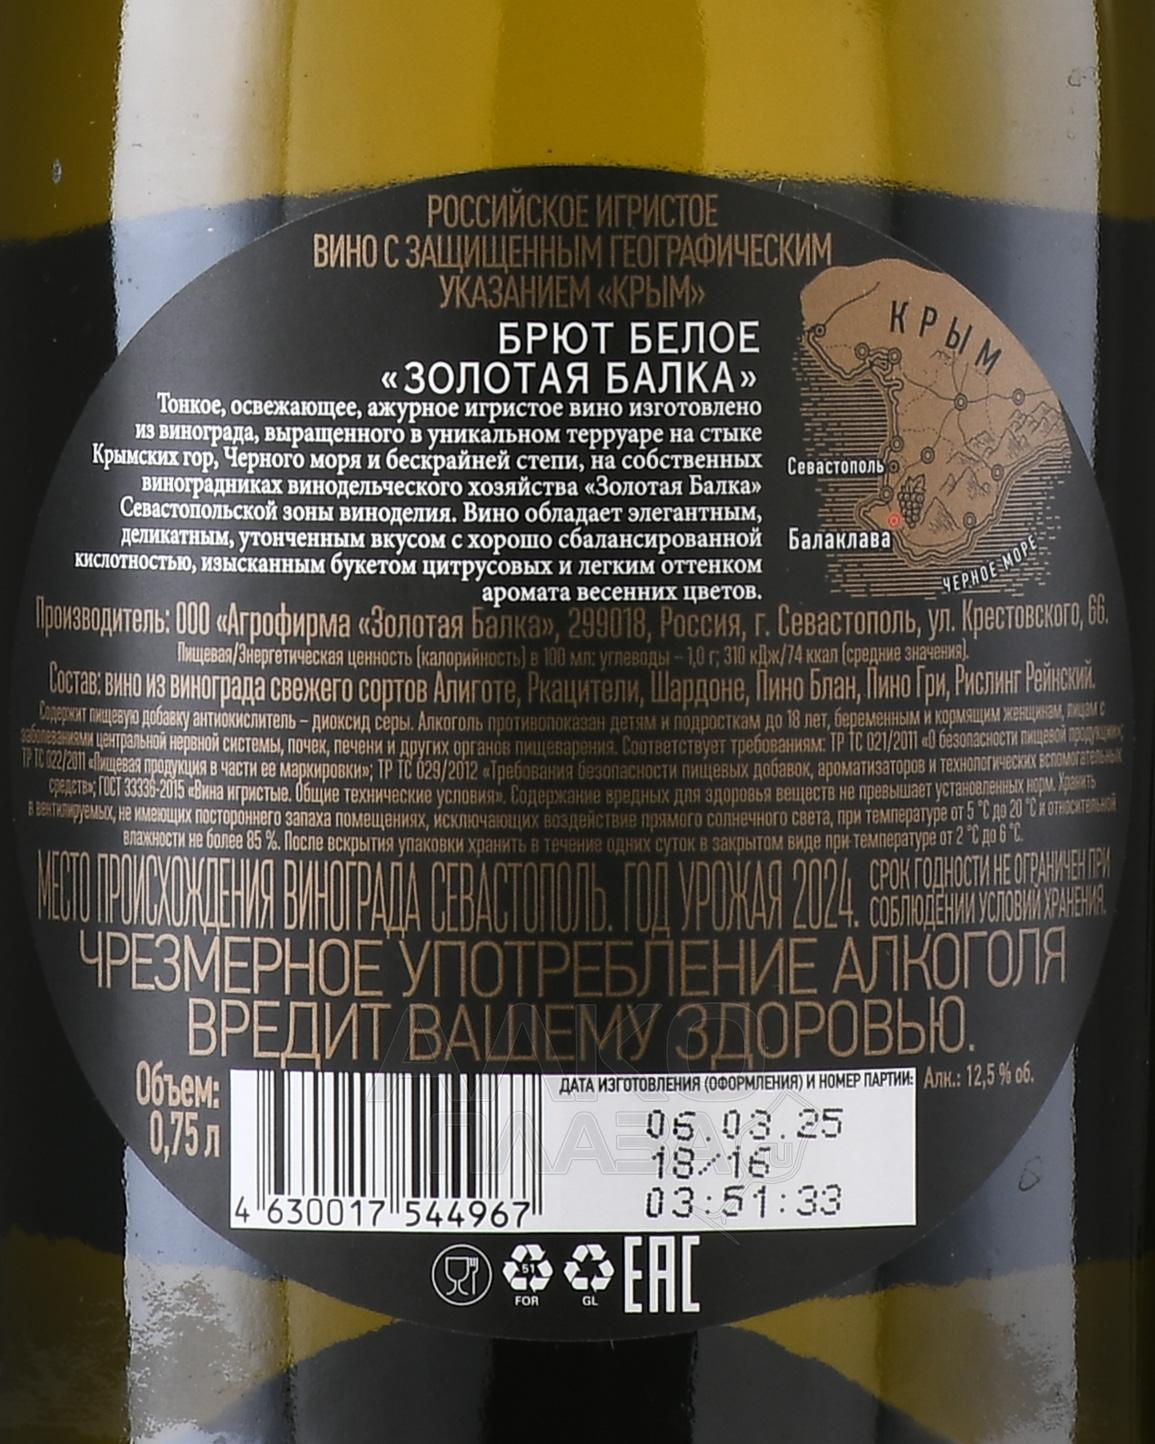 РОССИЙСКОЕ ИГРИСТОЕ
ВИНО С ЗАЩИЩЕННЫМ ГЕОГРАФИЧЕСКИМ
УКАЗАНИЕМ «КРЫМ»
БРЮТ БЕЛОЕ
«ЗОЛОТАЯ БАЛКА»
Тонкое, освежающее, ажурное игристое вино изготовлено
из винограда, выращенного в уникальном терруаре на стыке
Крымских гор, Черного моря и бескрайней степи, на собственных
виноградниках винодельческого хозяйства «Золотая Балка»
Севастопольской зоны виноделия. Вино обладает элегантным,
деликатным, утонченным вкусом с хорошо сбалансированной
кислотностью, изысканным букетом цитрусовых и легким оттенком
аромата весенних цветов.
КРЫМ
Севастополь
Балаклава
ЧЕРНОЕ МОРЕ
Производитель: ООО «Агрофирма «Золотая Балка», 299018, Россия, г. Севастополь, ул. Крестовского, 66.
Пищевая/Энергетическая ценность (калорийность) в 100 мл: углеводы – 1,0 г; 310 кДж/74 ккал (средние значения).
Состав: вино из винограда свежего сортов Алиготе, Ркацители, Шардоне, Пино Блан, Пино Гри, Рислинг Рейнский.
Содержит пищевую добавку антиокислитель – диоксид серы. Алкоголь противопоказан детям и подросткам до 18 лет, беременным и кормящим женщинам, лицам с
заболеваниями центральной нервной системы, почек, печени и других органов пищеварения. Соответствует требованиям: ТР ТС 021/2011 «О безопасности пищевой продукции»;
ТР ТС 022/2011 «Пищевая продукция в части ее маркировки»; ТР ТС 029/2012 «Требования безопасности пищевых добавок, ароматизаторов и технологических вспомогательных
средств»; ГОСТ 33336-2015 «Вина игристые. Общие технические условия». Содержание вредных для здоровья веществ не превышает установленных норм. Хранить
в вентилируемых, не имеющих постороннего запаха помещениях, исключающих воздействие прямого солнечного света, при температуре от 5 °С до 20 °С и относительной
влажности не более 85 %. После вскрытия упаковки хранить в течение одних суток в закрытом виде при температуре от 2 °С до 6 °С.
МЕСТО ПРОИСХОЖДЕНИЯ ВИНОГРАДА СЕВАСТОПОЛЬ. ГОД УРОЖАЯ 2024.
СРОК ГОДНОСТИ НЕ ОГРАНИЧЕН ПРИ
СОБЛЮДЕНИИ УСЛОВИЙ ХРАНЕНИЯ.
ЧРЕЗМЕРНОЕ УПОТРЕБЛЕНИЕ АЛКОГОЛЯ
ВРЕДИТ ВАШЕМУ ЗДОРОВЬЮ.
Объем:
0,75 л
4 630017 544967
ДАТА ИЗГОТОВЛЕНИЯ (ОФОРМЛЕНИЯ) И НОМЕР ПАРТИИ:
06.03.25
18/16
03:51:33
Алк.: 12,5 % об.
АЛКО
ПЛАЗА
ru
51
FOR
GL
EAC